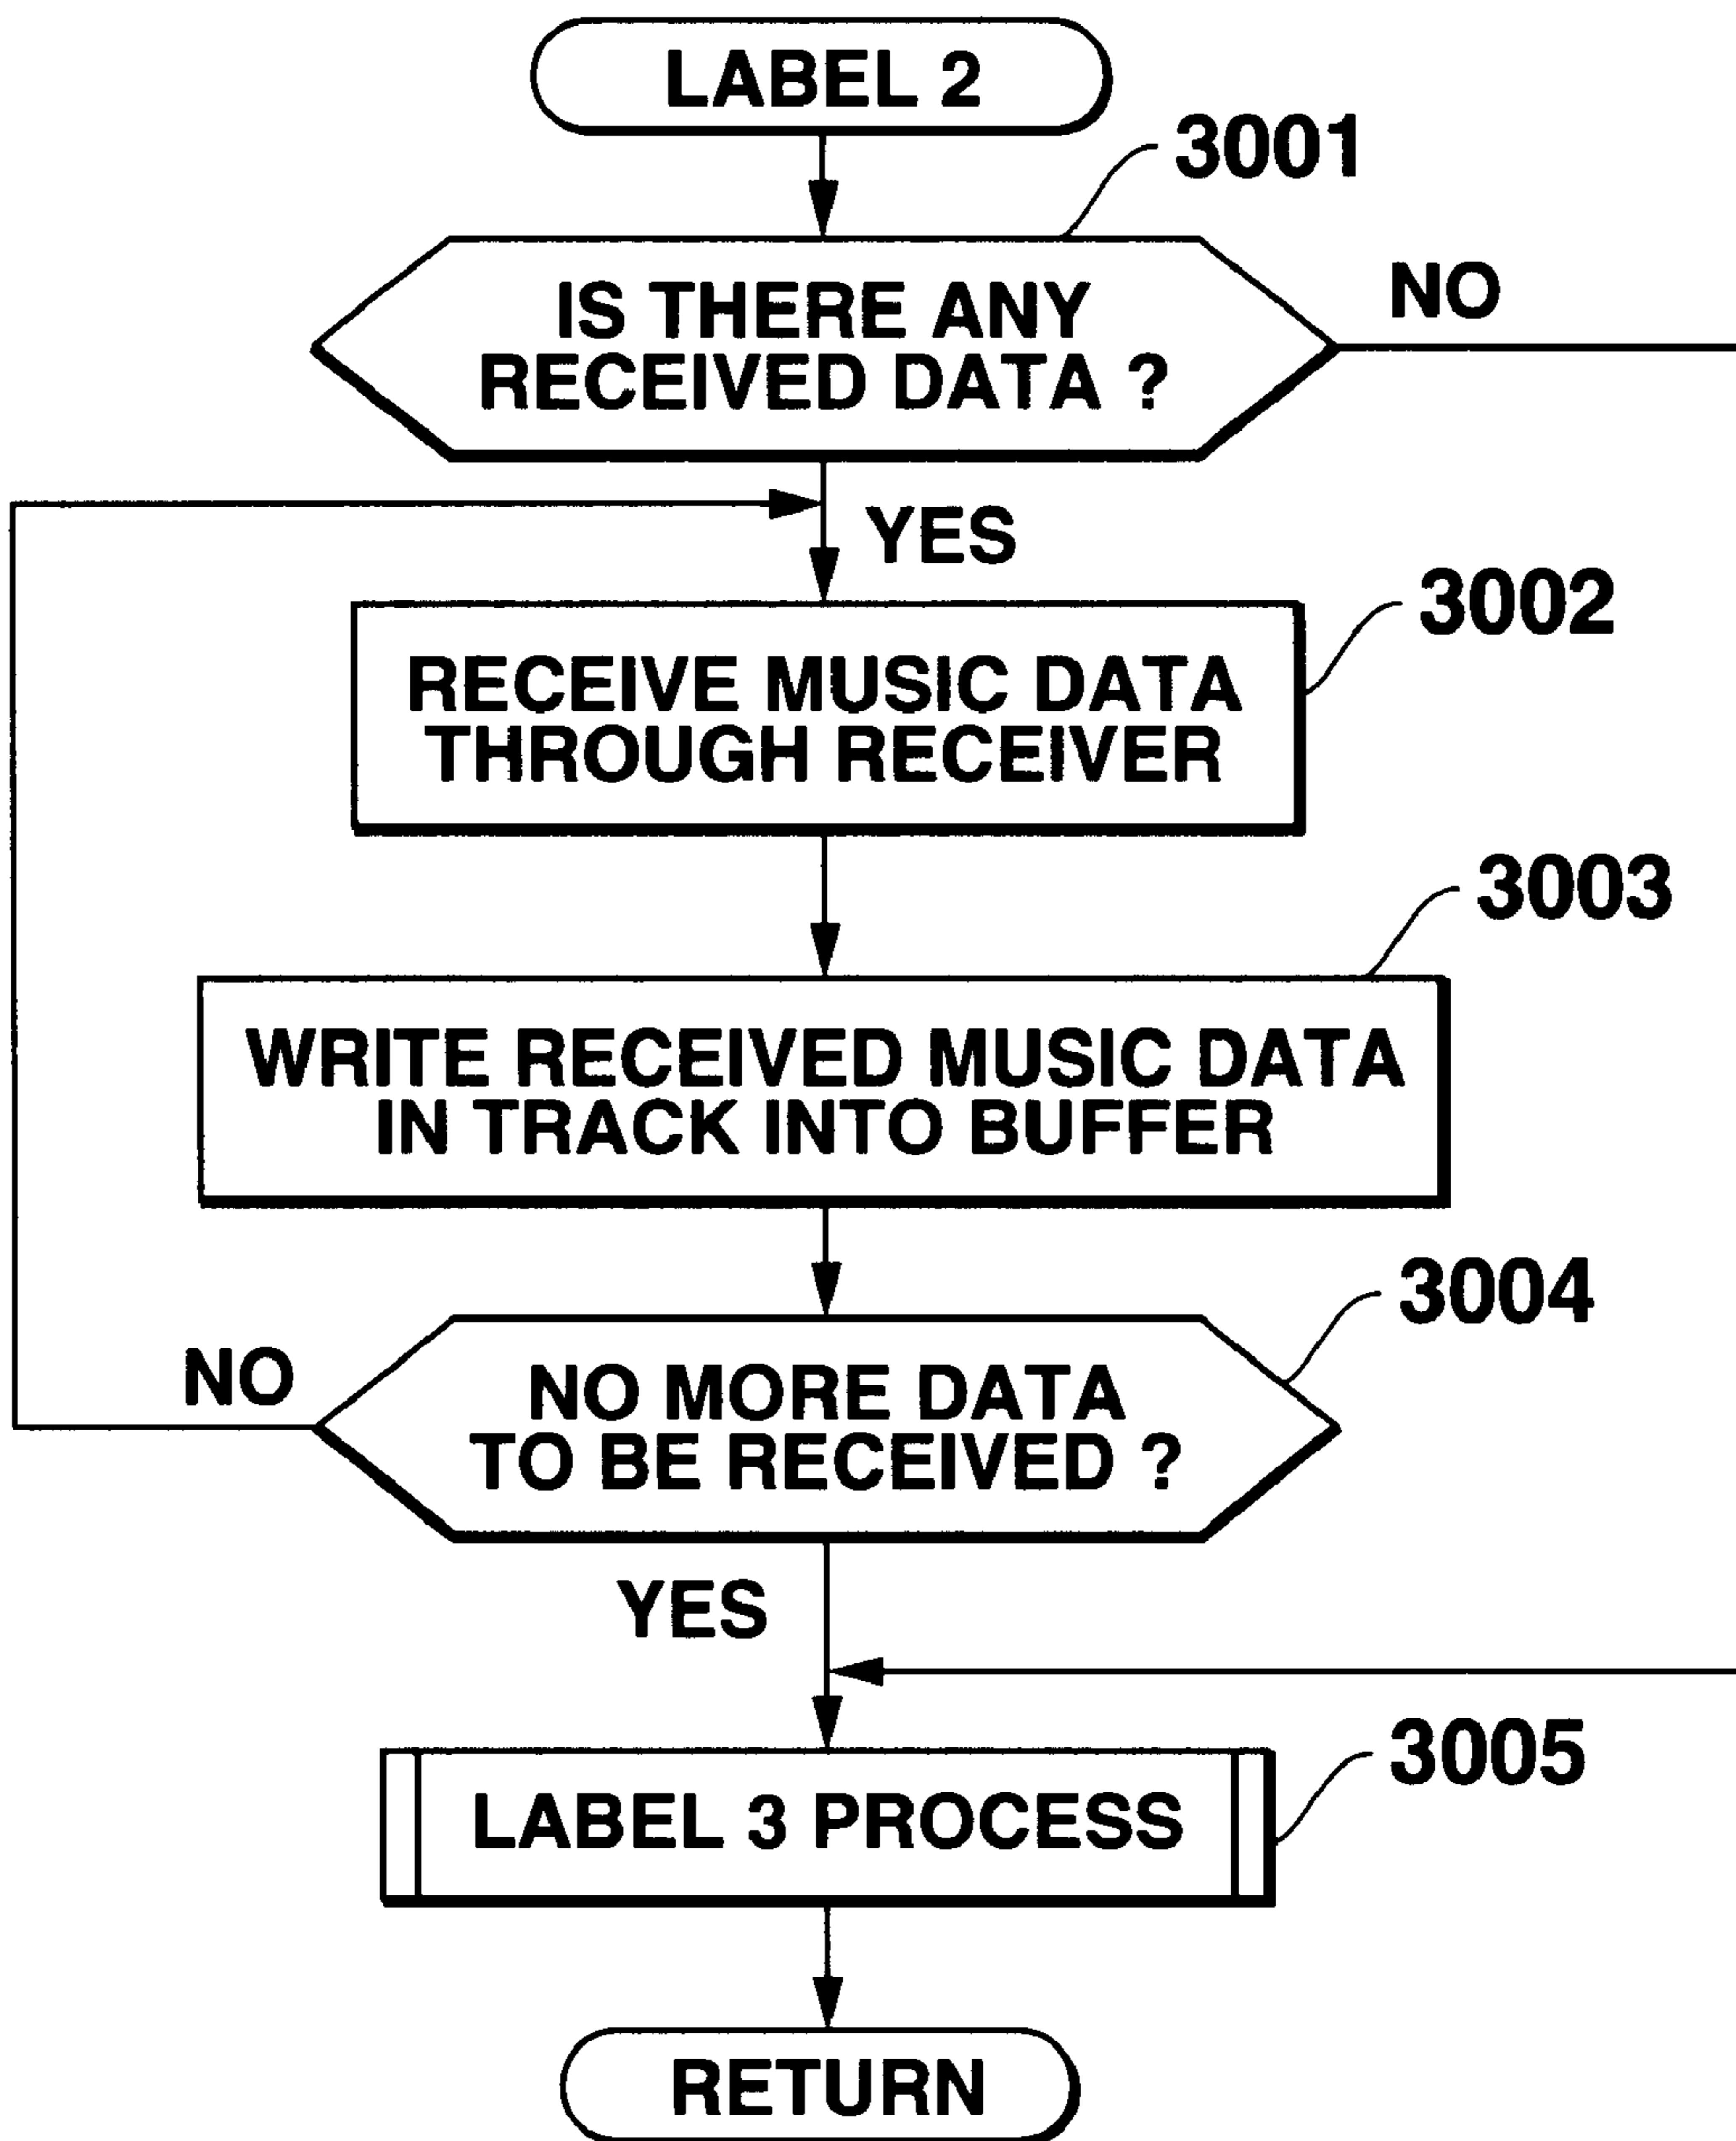 LABEL 2
3001
IS THERE ANY
RECEIVED DATA ?
NO
YES
3002
RECEIVE MUSIC DATA
THROUGH RECEIVER
3003
WRITE RECEIVED MUSIC DATA
IN TRACK INTO BUFFER
3004
NO
NO MORE DATA
TO BE RECEIVED ?
YES
3005
LABEL 3 PROCESS
RETURN